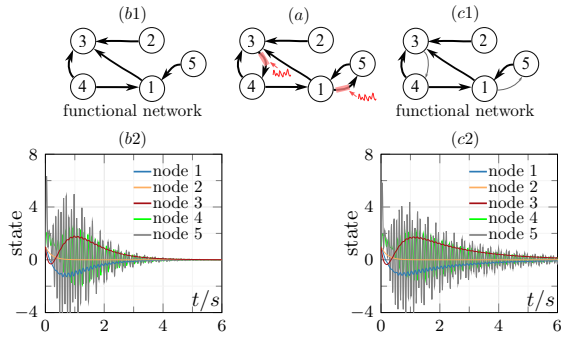 (b1) (a) (c1)
3 2 3 2 3 2
5 5 5
4 1 4 1 4 1
functional network functional network
(b2) (c2)
8 8
node 1 node 1
node 2 node 2
4 node 3 4 node 3
node 4 node 4
node 5 node 5
state state
0 0
t/s t/s
−4 −4
0 2 4 6 0 2 4 6